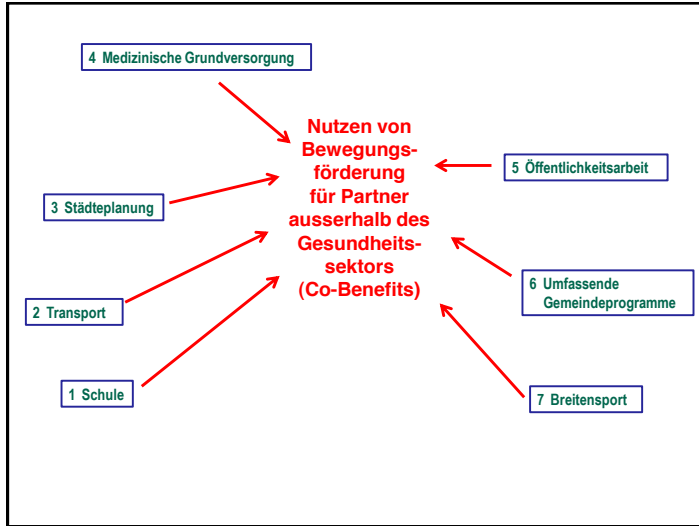 4 Medizinische Grundversorgung
Nutzen von
Bewegungs-
förderung
für Partner
ausserhalb des
Gesundheits-
sektors
(Co-Benefits)
5 Öffentlichkeitsarbeit
3 Städteplanung
6 Umfassende
Gemeindeprogramme
2 Transport
1 Schule
7 Breitensport